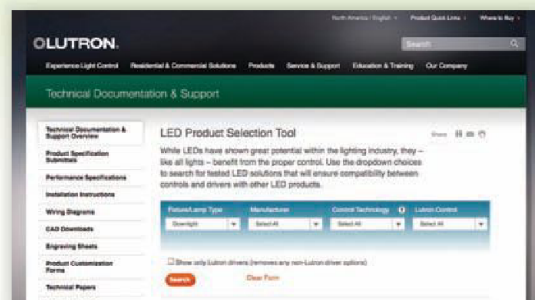 North America / English
Product Quick Links
Where to Buy
LUTRON
Search
Experience Light Control
Residential & Commercial Solutions
Products
Service & Support
Education & Training
Our Company
Technical Documentation & Support
Technical Documentation &
Support Overview
Product Specification
Submittals
Performance Specifications
Installation Instructions
Wiring Diagrams
CAD Downloads
Engraving Sheets
Product Customization
Forms
Technical Papers
LED Product Selection Tool
Share
While LEDs have shown great potential within the lighting industry, they –
like all lights – benefit from the proper control. Use the dropdown choices
to search for tested LED solutions that will ensure compatibility between
controls and drivers with other LED products.
Fixture/Lamp Type
Manufacturer
Control Technology
Lutron Control
Downlight
Select All
Select All
Select All
Show only Lutron drivers (removes any non-Lutron driver options)
Search
Clear Form